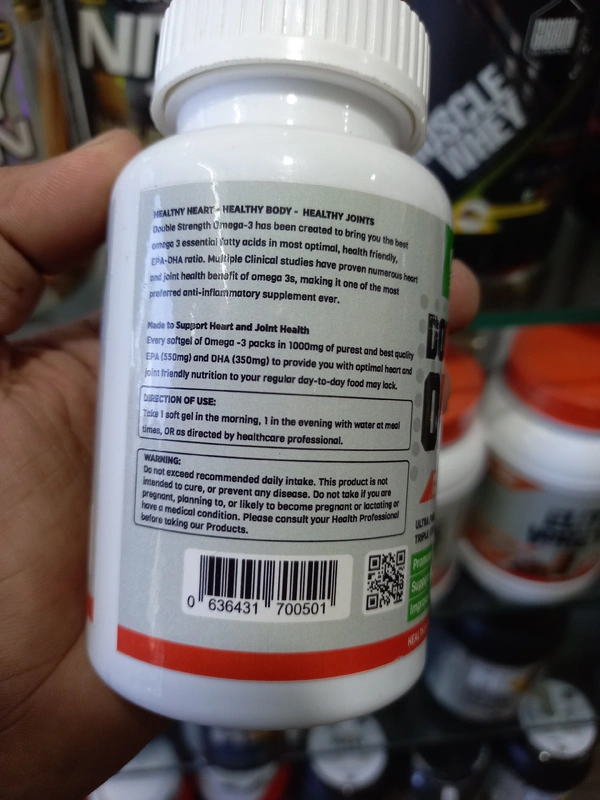 MUSCLE
WHEY
HEALTHY HEART - HEALTHY BODY - HEALTHY JOINTS
Double Strength Omega-3 has been created to bring you the best
omega 3 essential fatty acids in most optimal, health friendly,
EPA-DHA ratio. Multiple Clinical studies have proven numerous heart
and joint health benefit of omega 3s, making it one of the most
preferred anti-inflammatory supplement ever.
Made to Support Heart and Joint Health
Every softgel of Omega -3 packs in 1000mg of purest and best quality
EPA (550mg) and DHA (350mg) to provide you with optimal heart and
joint friendly nutrition to your regular day-to-day food may lack.
DIRECTION OF USE:
Take 1 soft gel in the morning, 1 in the evening with water at meal
times, OR as directed by healthcare professional.
WARNING:
Do not exceed recommended daily intake. This product is not
intended to cure, or prevent any disease. Do not take if you are
pregnant, planning to, or likely to become pregnant or lactating or
have a medical condition. Please consult your Health Professional
before taking our Products.
0 636431 700501
ULTRA
TRIPLE